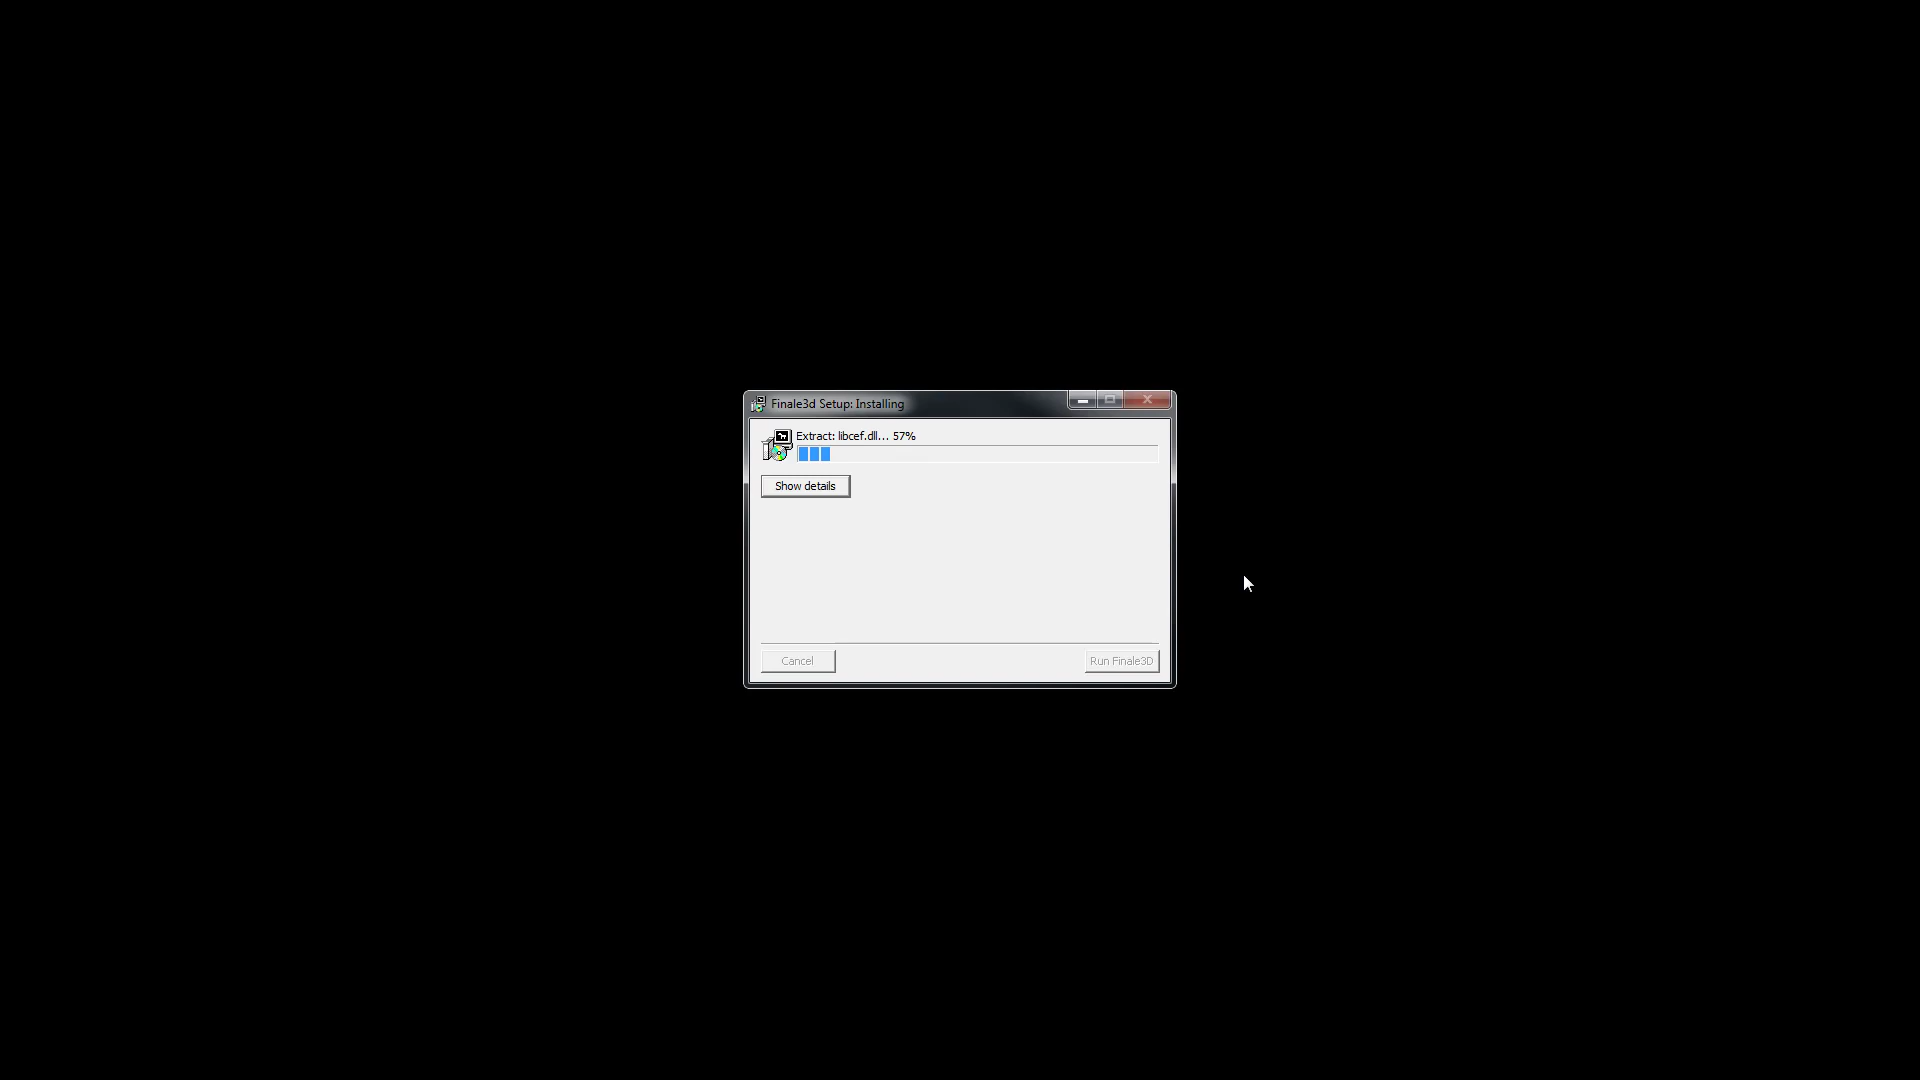 Finale3d Setup: Installing
Extract: libcef.dll... 57%
Show details
Cancel
Run Finale3D